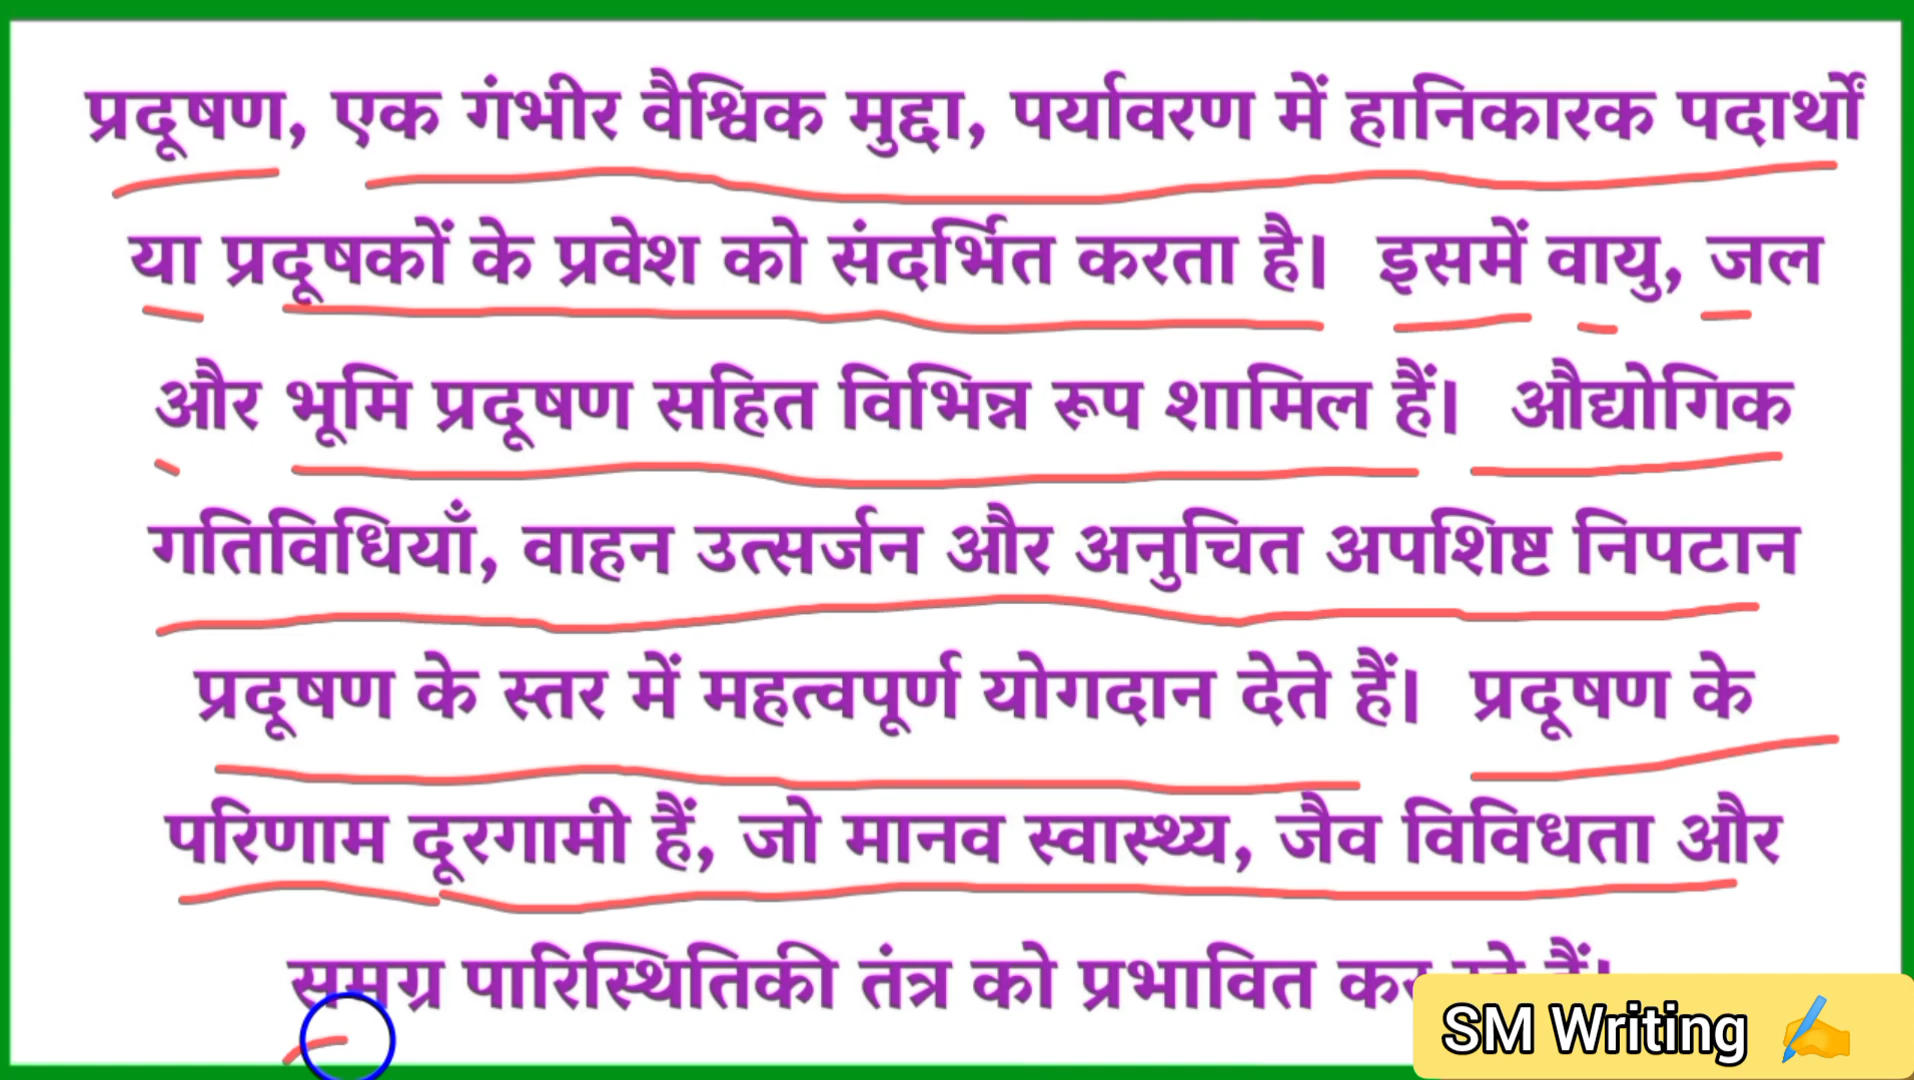 प्रदूषण, एक गंभीर वैश्विक मुद्दा, पर्यावरण में हानिकारक पदार्थों
या प्रदूषकों के प्रवेश को संदर्भित करता है। इसमें वायु, जल
और भूमि प्रदूषण सहित विभिन्न रूप शामिल हैं। औद्योगिक
गतिविधियाँ, वाहन उत्सर्जन और अनुचित अपशिष्ट निपटान
प्रदूषण के स्तर में महत्वपूर्ण योगदान देते हैं। प्रदूषण के
परिणाम दूरगामी हैं, जो मानव स्वास्थ्य, जैव विविधता और
समग्र पारिस्थितिकी तंत्र को प्रभावित हैं।
SM Writing ✍️